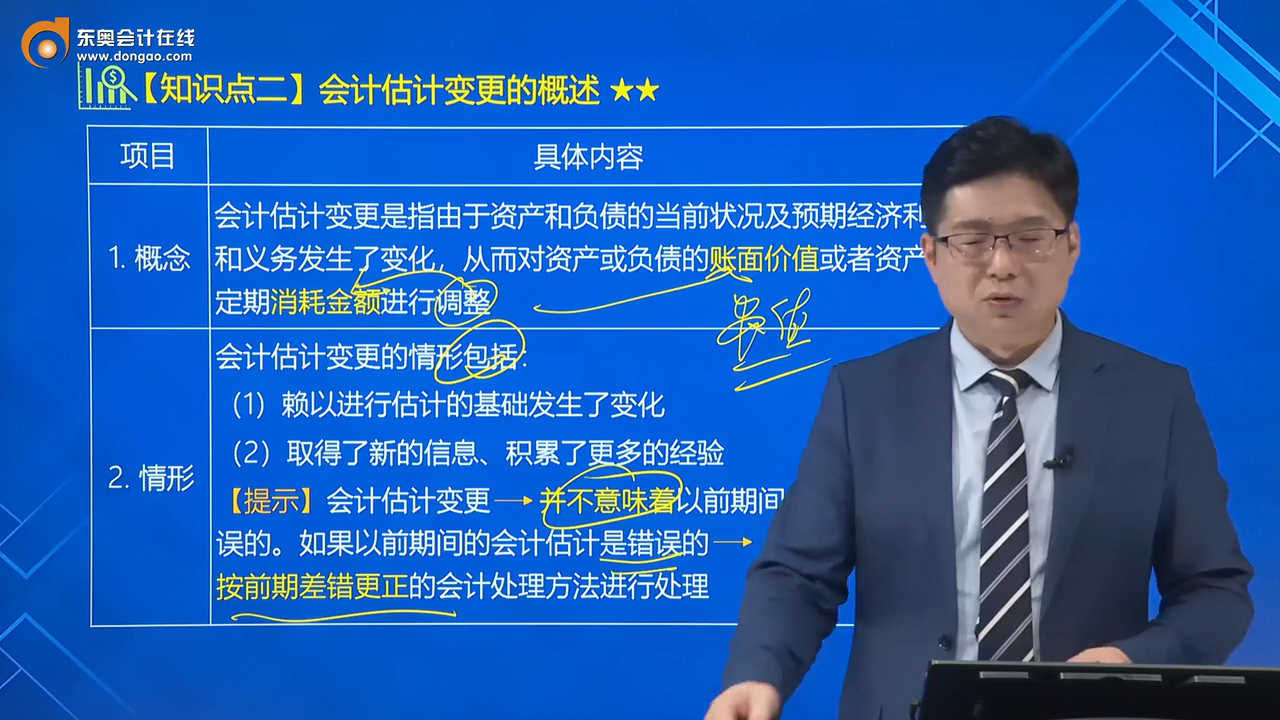 东奥会计在线
www.dongao.com
【知识点二】会计估计变更的概述 ★★
项目
具体内容
1. 概念
会计估计变更是指由于资产和负债的当前状况及预期经济利
和义务发生了变化，从而对资产或负债的账面价值或者资产
定期消耗金额进行调整
2. 情形
会计估计变更的情形包括：
（1）赖以进行估计的基础发生了变化
（2）取得了新的信息、积累了更多的经验
【提示】会计估计变更→并不意味着以前期间
误的。如果以前期间的会计估计是错误的→
按前期差错更正的会计处理方法进行处理